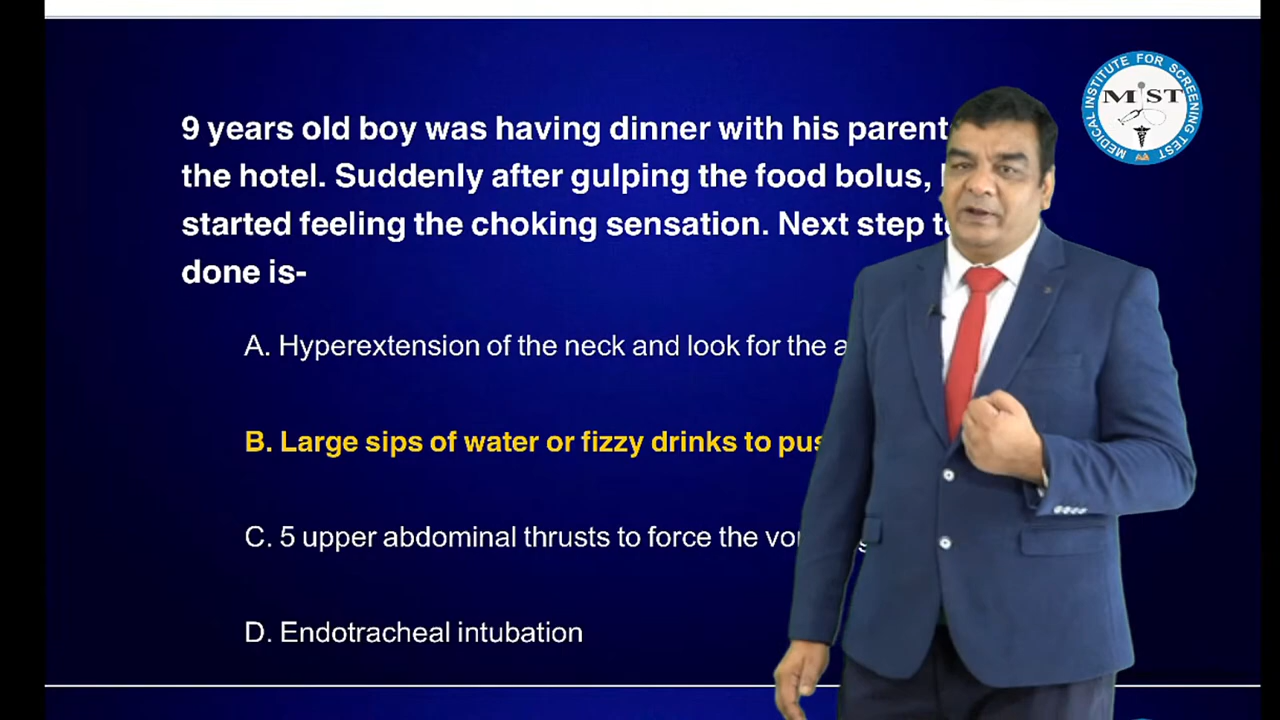 MEDICAL INSTITUTE FOR SCREENING TEST
MIST
9 years old boy was having dinner with his parent
the hotel. Suddenly after gulping the food bolus,
started feeling the choking sensation. Next step
done is-
A. Hyperextension of the neck and look for the
B. Large sips of water or fizzy drinks to
C. 5 upper abdominal thrusts to force the
D. Endotracheal intubation